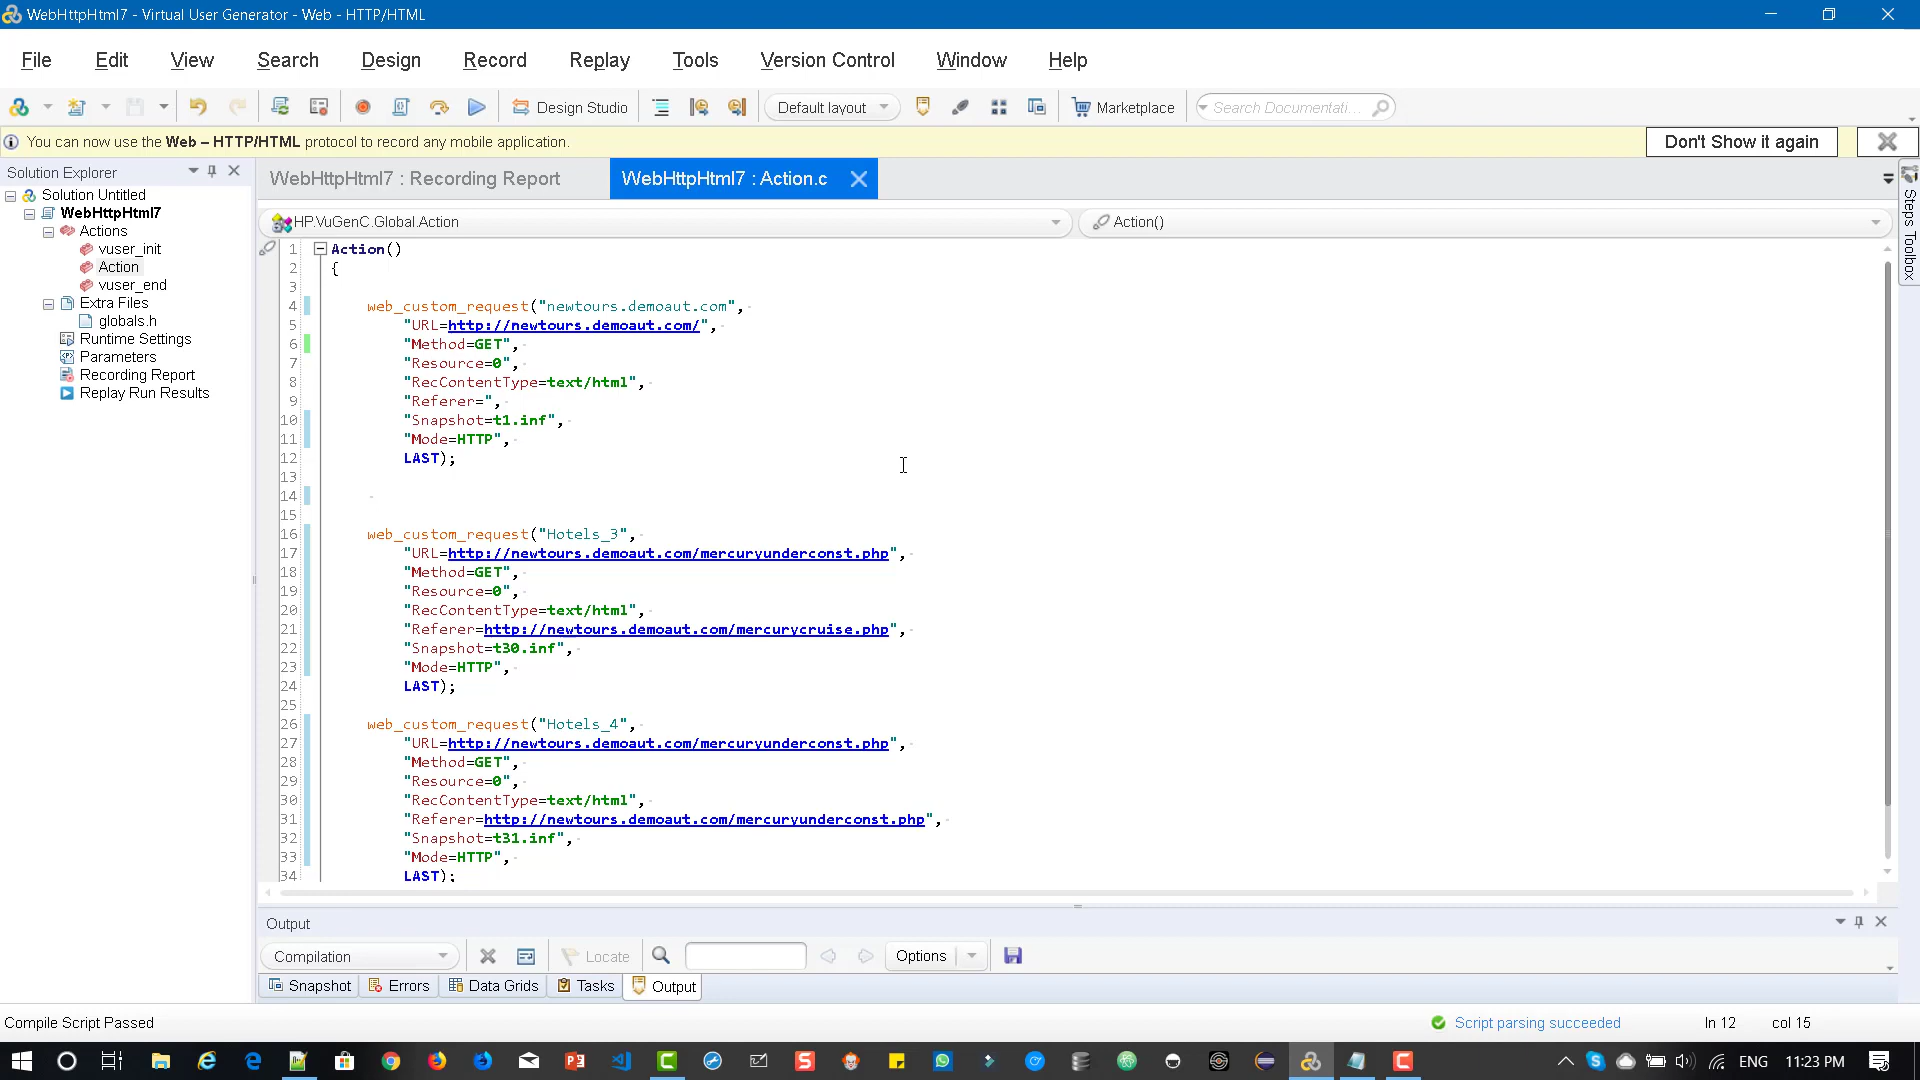 WebHttpHtml7 - Virtual User Generator - Web - HTTP/HTML
File Edit View Search Design Record Replay Tools Version Control Window Help
Design Studio Default layout Marketplace Search Documentati...
You can now use the Web – HTTP/HTML protocol to record any mobile application. Don't Show it again
Solution Explorer
Solution Untitled
WebHttpHtml7
Actions
vuser_init
Action
vuser_end
Extra Files
globals.h
Runtime Settings
Parameters
Recording Report
Replay Run Results
WebHttpHtml7 : Recording Report WebHttpHtml7 : Action.c
HP.VuGenC.Global.Action Action()
1 Action()
2 {
3
4 web_custom_request("newtours.demoaut.com",
5 "URL=http://newtours.demoaut.com/",
6 "Method=GET",
7 "Resource=0",
8 "RecContentType=text/html",
9 "Referer=",
10 "Snapshot=t1.inf",
11 "Mode=HTTP",
12 LAST);
13
14
15
16 web_custom_request("Hotels_3",
17 "URL=http://newtours.demoaut.com/mercuryunderconst.php",
18 "Method=GET",
19 "Resource=0",
20 "RecContentType=text/html",
21 "Referer=http://newtours.demoaut.com/mercurycruise.php",
22 "Snapshot=t30.inf",
23 "Mode=HTTP",
24 LAST);
25
26 web_custom_request("Hotels_4",
27 "URL=http://newtours.demoaut.com/mercuryunderconst.php",
28 "Method=GET",
29 "Resource=0",
30 "RecContentType=text/html",
31 "Referer=http://newtours.demoaut.com/mercuryunderconst.php",
32 "Snapshot=t31.inf",
33 "Mode=HTTP",
34 LAST);
Steps Toolbox
Output
Compilation Locate Options
Snapshot Errors Data Grids Tasks Output
Compile Script Passed Script parsing succeeded ln 12 col 15
ENG 11:23 PM